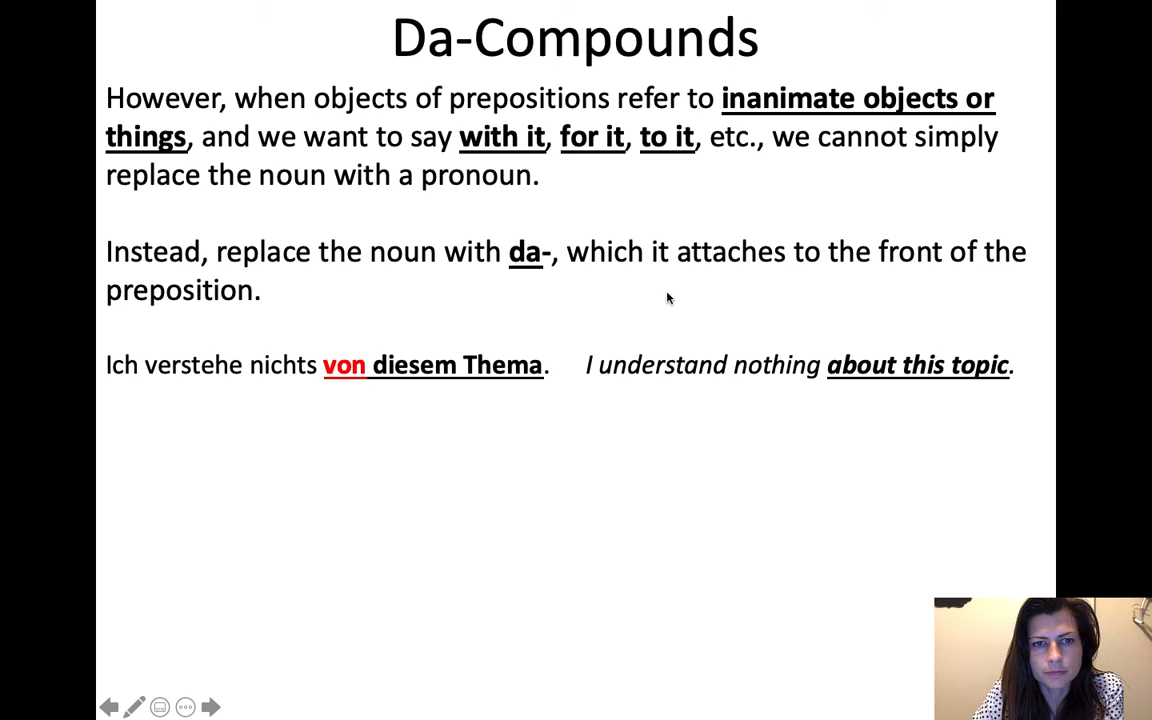 Da-Compounds
However, when objects of prepositions refer to inanimate objects or
things, and we want to say with it, for it, to it, etc., we cannot simply
replace the noun with a pronoun.
Instead, replace the noun with da-, which it attaches to the front of the
preposition.
Ich verstehe nichts von diesem Thema. I understand nothing about this topic.